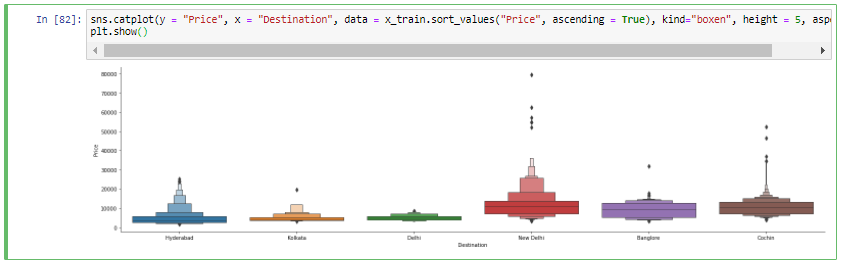 In [82]: sns.catplot(y = "Price", x = "Destination", data = x_train.sort_values("Price", ascending = True), kind="boxen", height = 5, asp
plt.show()
80000
70000
60000
50000
40000
30000
20000
10000
0
Price
Hyderabad Kolkata Delhi New Delhi Banglore Cochin
Destination